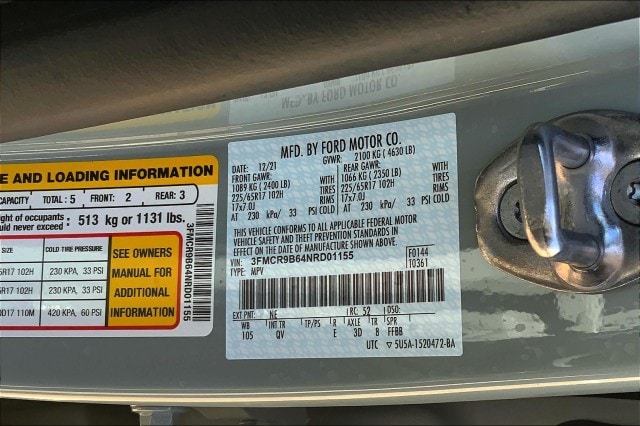 E AND LOADING INFORMATION
CAPACITY TOTAL: 5 FRONT: 2 REAR: 3
of occupants
never exceed : 513 kg or 1131 lbs.
SIZE COLD TIRE PRESSURE
R17 102H 230 KPA, 33 PSI
R17 102H 230 KPA, 33 PSI
D17 110M 420 KPA, 60 PSI
SEE OWNERS
MANUAL FOR
ADDITIONAL
INFORMATION
3FMCR9B64NRD01155
MFD. BY FORD MOTOR CO.
DATE: 12/21 GVWR: 2100 KG (4630 LB)
FRONT GAWR: REAR GAWR:
1089 KG (2400 LB) WITH 1066 KG (2350 LB) WITH
225/65R17 102H TIRES 225/65R17 102H TIRES
17x7.0J RIMS 17x7.0J RIMS
AT 230 kPa/ 33 PSI COLD AT 230 kPa/ 33 PSI COLD
THIS VEHICLE CONFORMS TO ALL APPLICABLE FEDERAL MOTOR
VEHICLE SAFETY AND THEFT PREVENTION STANDARDS IN
EFFECT ON THE DATE OF MANUFACTURE SHOWN ABOVE.
VIN: 3FMCR9B64NRD01155 F0144
TYPE: MPV T0361
EXT PNT: NE RC: 52 DSO:
WB INT TR TP/PS R AXLE TR SPR
105 QV E 3D 8 FFBB
UTC ▽ 5U5A-1520472-BA
MFD. BY FORD MOTOR CO.